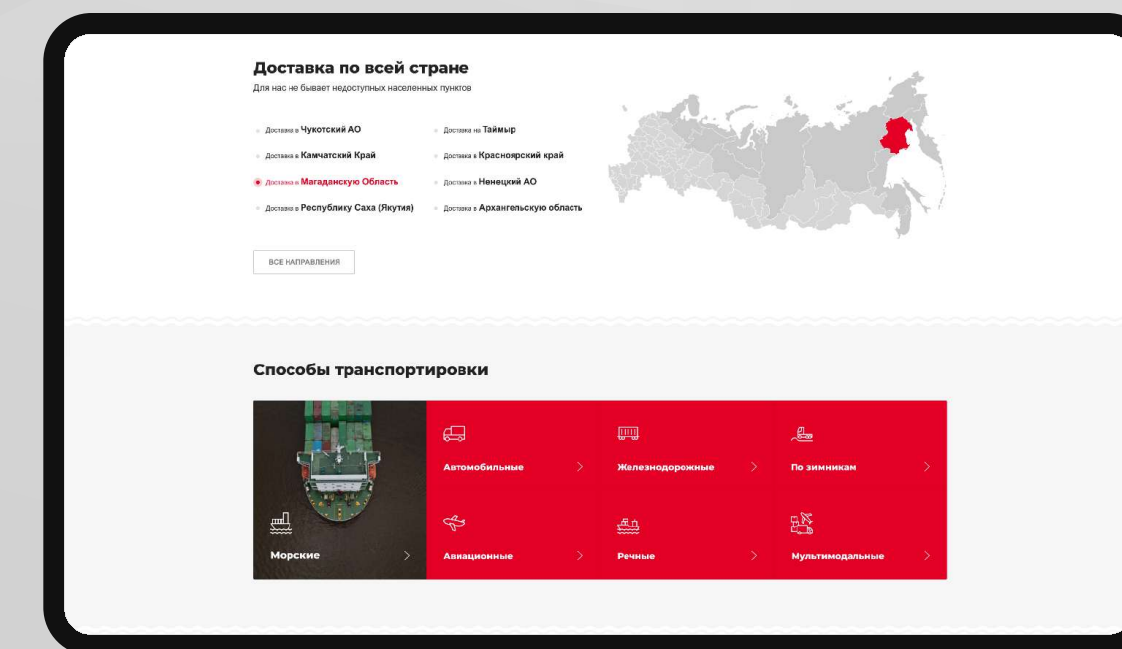 Доставка по всей стране
Для нас не бывает недоступных населенных пунктов
Доставка в Чукотский АО
Доставка на Таймыр
Доставка в Камчатский Край
Доставка в Красноярский край
Доставка в Магаданскую Область
Доставка в Ненецкий АО
Доставка в Республику Саха (Якутия)
Доставка в Архангельскую область
ВСЕ НАПРАВЛЕНИЯ
Способы транспортировки
Автомобильные
Железнодорожные
По зимникам
Морские
Авиационные
Речные
Мультимодальные